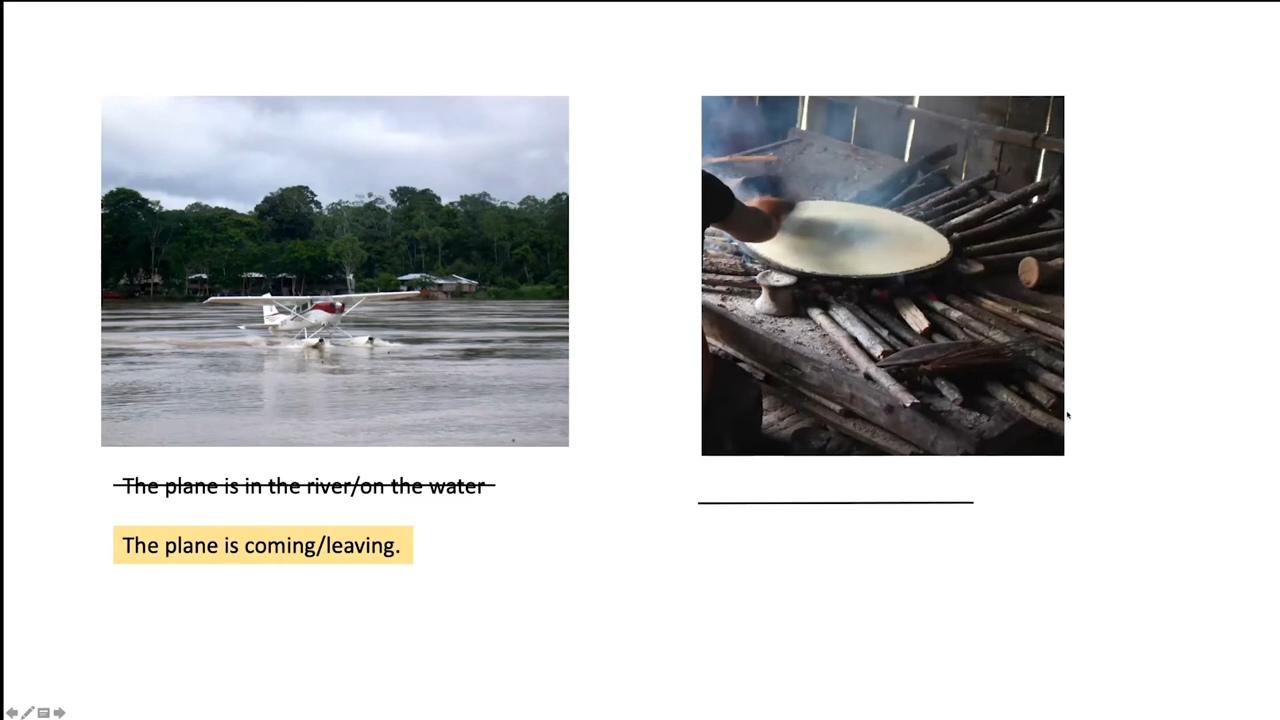 The plane is in the river/on the water
The plane is coming/leaving.